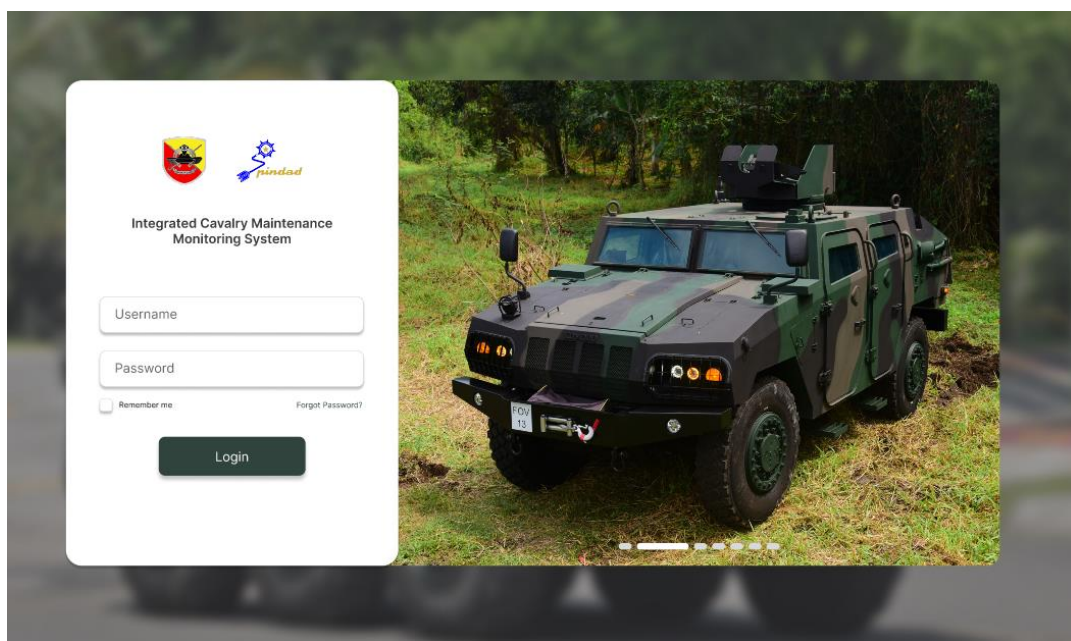 pindad
Integrated Cavalry Maintenance
Monitoring System
Username
Password
Remember me
Forgot Password?
Login
FOV
13